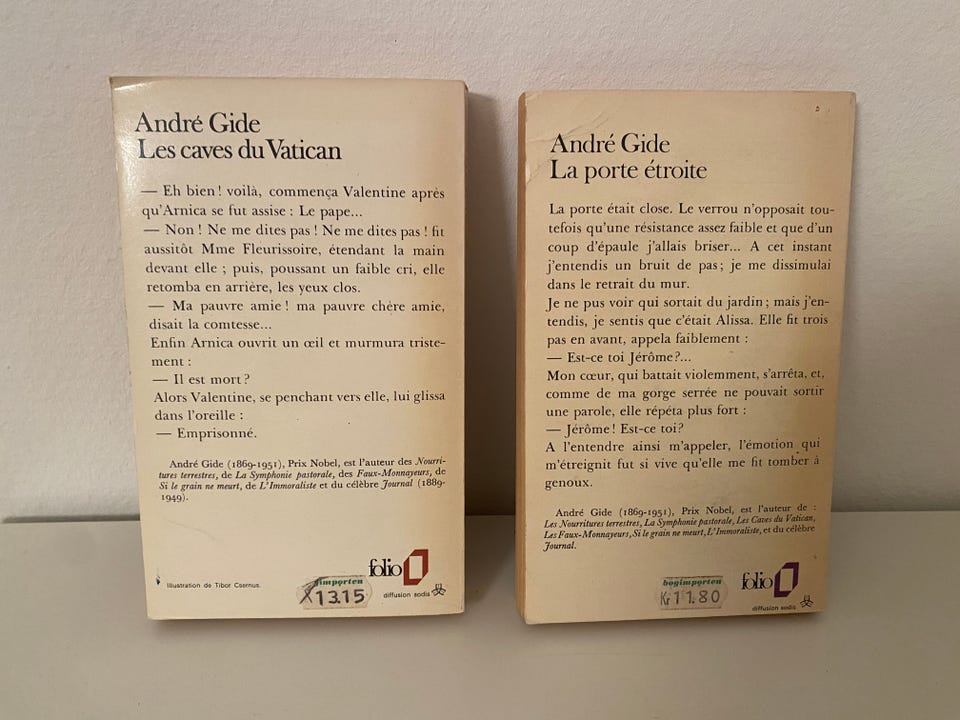 André Gide
Les caves du Vatican
— Eh bien ! voilà, commença Valentine après
qu'Arnica se fut assise : Le pape...
— Non ! Ne me dites pas ! Ne me dites pas ! fit
aussitôt Mme Fleurissoire, étendant la main
devant elle ; puis, poussant un faible cri, elle
retomba en arrière, les yeux clos.
— Ma pauvre amie ! ma pauvre chère amie,
disait la comtesse...
Enfin Arnica ouvrit un œil et murmura triste-
ment :
— Il est mort ?
Alors Valentine, se penchant vers elle, lui glissa
dans l'oreille :
— Emprisonné.
André Gide (1869-1951), Prix Nobel, est l'auteur des Nourri-
tures terrestres, de La Symphonie pastorale, des Faux-Monnayeurs, de
Si le grain ne meurt, de L'Immoraliste et du célèbre Journal (1889-
1949).
folio
Illustration de Tibor Csernus.
importen
13.15
diffusion sodis
André Gide
La porte étroite
La porte était close. Le verrou n'opposait tou-
tefois qu'une résistance assez faible et que d'un
coup d'épaule j'allais briser... A cet instant
j'entendis un bruit de pas ; je me dissimulai
dans le retrait du mur.
Je ne pus voir qui sortait du jardin ; mais j'en-
tendis, je sentis que c'était Alissa. Elle fit trois
pas en avant, appela faiblement :
— Est-ce toi Jérôme ?...
Mon cœur, qui battait violemment, s'arrêta, et,
comme de ma gorge serrée ne pouvait sortir
une parole, elle répéta plus fort :
— Jérôme ! Est-ce toi ?
A l'entendre ainsi m'appeler, l'émotion qui
m'étreignit fut si vive qu'elle me fit tomber à
genoux.
André Gide (1869-1951), Prix Nobel, est l'auteur de :
Les Nourritures terrestres, La Symphonie pastorale, Les Caves du Vatican,
Les Faux-Monnayeurs, Si le grain ne meurt, L'Immoraliste, et du célèbre
Journal.
bogimporten
Kr 11.80
folio
diffusion sodis